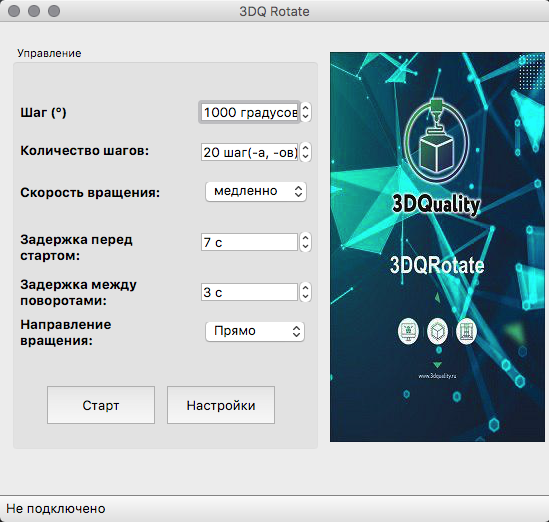 3DQ Rotate
Управление
Шаг (°)
1000 градусов
Количество шагов:
20 шаг(-а, -ов)
Скорость вращения:
медленно
Задержка перед
стартом:
7 с
Задержка между
поворотами:
3 с
Направление
вращения:
Прямо
Старт
Настройки
3DQuality
3DQRotate
www.3dquality.ru
Не подключено